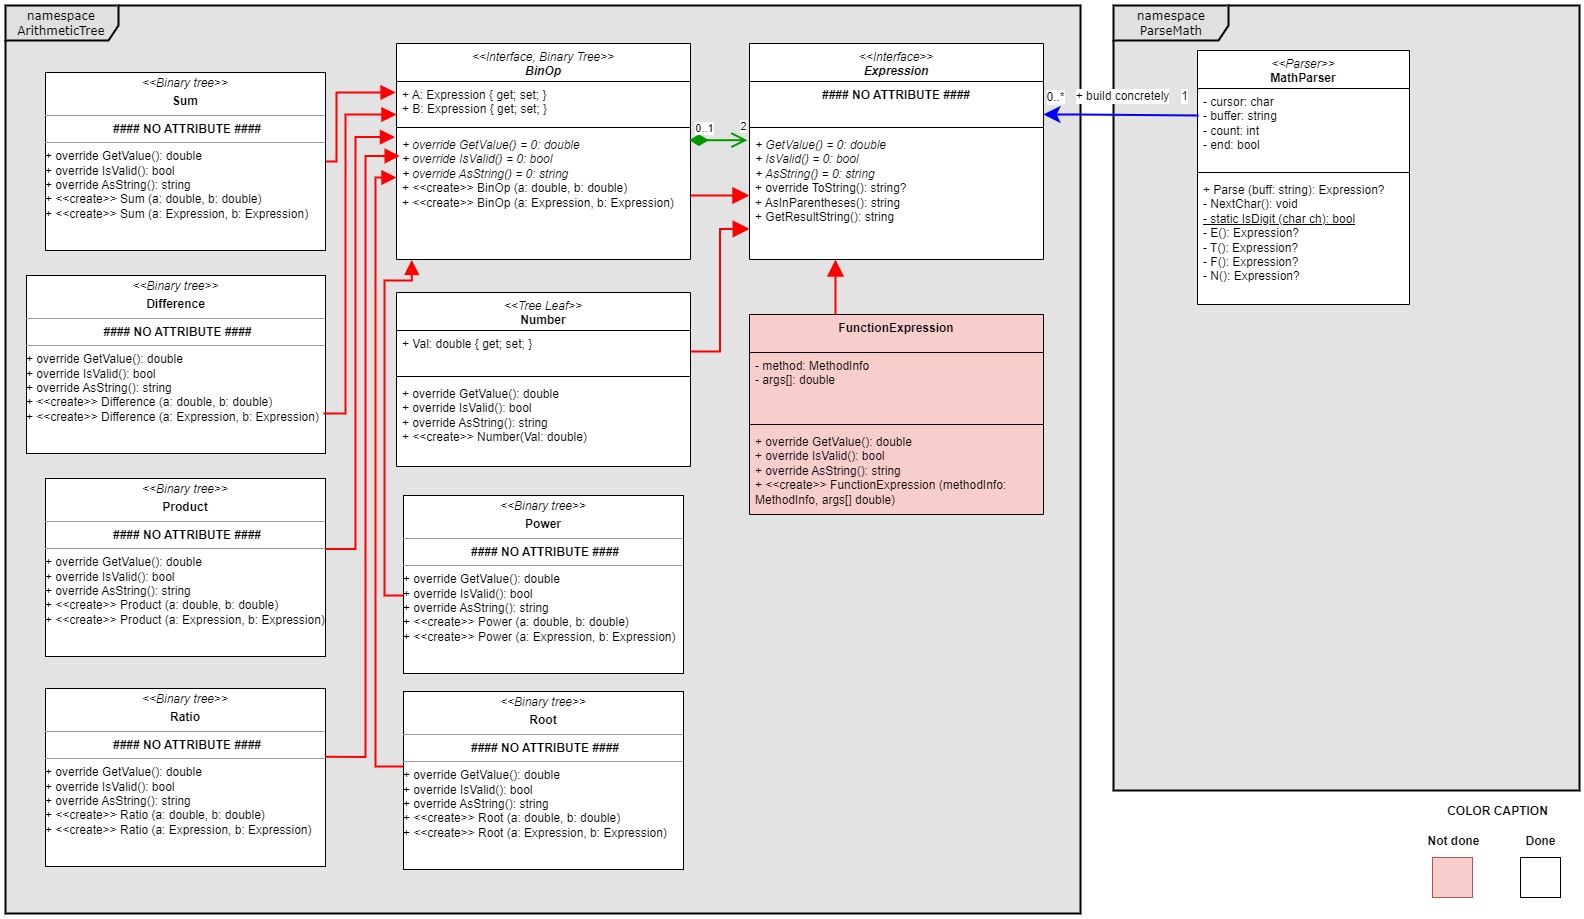 namespace
ArithmeticTree
<<Binary tree>>
Sum
#### NO ATTRIBUTE ####
+ override GetValue(): double
+ override IsValid(): bool
+ override AsString(): string
+ <<create>> Sum (a: double, b: double)
+ <<create>> Sum (a: Expression, b: Expression)
<<Binary tree>>
Difference
#### NO ATTRIBUTE ####
+ override GetValue(): double
+ override IsValid(): bool
+ override AsString(): string
+ <<create>> Difference (a: double, b: double)
+ <<create>> Difference (a: Expression, b: Expression)
<<Binary tree>>
Product
#### NO ATTRIBUTE ####
+ override GetValue(): double
+ override IsValid(): bool
+ override AsString(): string
+ <<create>> Product (a: double, b: double)
+ <<create>> Product (a: Expression, b: Expression)
<<Binary tree>>
Ratio
#### NO ATTRIBUTE ####
+ override GetValue(): double
+ override IsValid(): bool
+ override AsString(): string
+ <<create>> Ratio (a: double, b: double)
+ <<create>> Ratio (a: Expression, b: Expression)
<<Interface, Binary Tree>>
BinOp
+ A: Expression { get; set; }
+ B: Expression { get; set; }
+ override GetValue() = 0: double
+ override IsValid() = 0: bool
+ override AsString() = 0: string
+ <<create>> BinOp (a: double, b: double)
+ <<create>> BinOp (a: Expression, b: Expression)
<<Tree Leaf>>
Number
+ Val: double { get; set; }
+ override GetValue(): double
+ override IsValid(): bool
+ override AsString(): string
+ <<create>> Number(Val: double)
<<Binary tree>>
Power
#### NO ATTRIBUTE ####
+ override GetValue(): double
+ override IsValid(): bool
+ override AsString(): string
+ <<create>> Power (a: double, b: double)
+ <<create>> Power (a: Expression, b: Expression)
<<Binary tree>>
Root
#### NO ATTRIBUTE ####
+ override GetValue(): double
+ override IsValid(): bool
+ override AsString(): string
+ <<create>> Root (a: double, b: double)
+ <<create>> Root (a: Expression, b: Expression)
0..1
2
<<Interface>>
Expression
#### NO ATTRIBUTE ####
+ GetValue() = 0: double
+ IsValid() = 0: bool
+ AsString() = 0: string
+ override ToString(): string?
+ AsInParentheses(): string
+ GetResultString(): string
FunctionExpression
- method: MethodInfo
- args[]: double
+ override GetValue(): double
+ override IsValid(): bool
+ override AsString(): string
+ <<create>> FunctionExpression (methodInfo:
MethodInfo, args[] double)
0..*
+ build concretely
1
namespace
ParseMath
<<Parser>>
MathParser
- cursor: char
- buffer: string
- count: int
- end: bool
+ Parse (buff: string): Expression?
- NextChar(): void
- static IsDigit (char ch): bool
- E(): Expression?
- T(): Expression?
- F(): Expression?
- N(): Expression?
COLOR CAPTION
Not done
Done